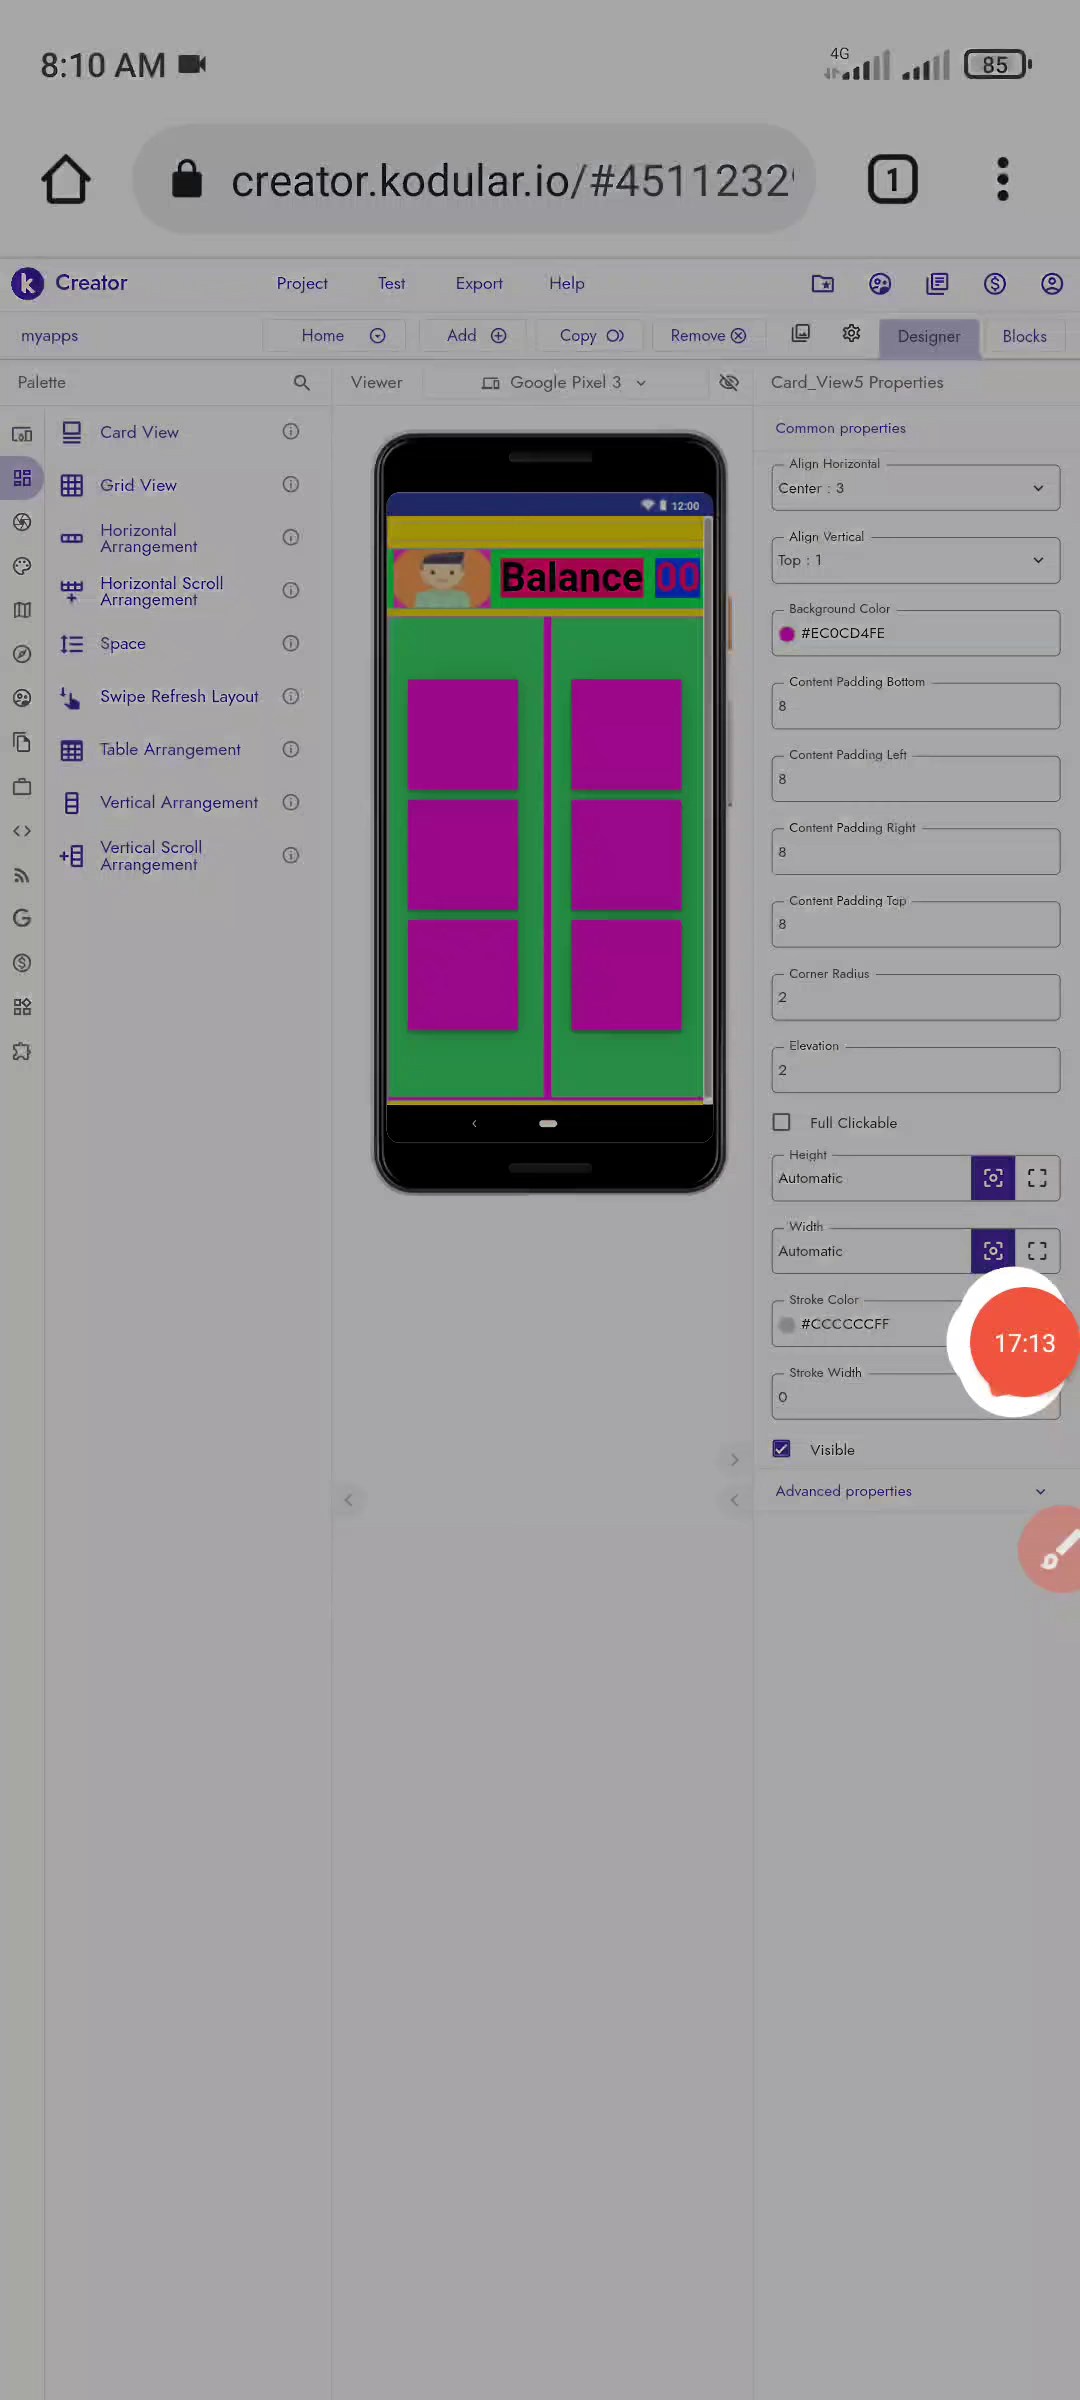 8:10 AM
4G
85
creator.kodular.io/#4511232
1
Creator
Project
Test
Export
Help
myapps
Home
Add
Copy
Remove
Designer
Blocks
Palette
Viewer
Google Pixel 3
Card_View5 Properties
Card View
Grid View
Horizontal
Arrangement
Horizontal Scroll
Arrangement
Space
Swipe Refresh Layout
Table Arrangement
Vertical Arrangement
Vertical Scroll
Arrangement
12:00
Balance 00
Common properties
Align Horizontal
Center : 3
Align Vertical
Top : 1
Background Color
#EC0CD4FE
Content Padding Bottom
8
Content Padding Left
8
Content Padding Right
8
Content Padding Top
8
Corner Radius
2
Elevation
2
Full Clickable
Height
Automatic
Width
Automatic
Stroke Color
#CCCCCCFF
17:13
Stroke Width
0
Visible
Advanced properties